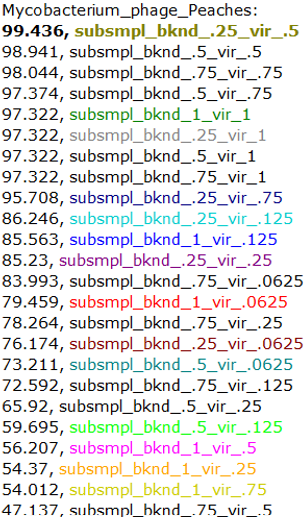 Mycobacterium_phage_Peaches:
99.436, subsmpl_bknd_.25_vir_.5
98.941, subsmpl_bknd_.5_vir_.5
98.044, subsmpl_bknd_.75_vir_.75
97.374, subsmpl_bknd_.5_vir_.75
97.322, subsmpl_bknd_1_vir_1
97.322, subsmpl_bknd_.25_vir_1
97.322, subsmpl_bknd_.5_vir_1
97.322, subsmpl_bknd_.75_vir_1
95.708, subsmpl_bknd_.25_vir_.75
86.246, subsmpl_bknd_.25_vir_.125
85.563, subsmpl_bknd_1_vir_.125
85.23, subsmpl_bknd_.25_vir_.25
83.993, subsmpl_bknd_.75_vir_.0625
79.459, subsmpl_bknd_1_vir_.0625
78.264, subsmpl_bknd_.75_vir_.25
76.174, subsmpl_bknd_.25_vir_.0625
73.211, subsmpl_bknd_.5_vir_.0625
72.592, subsmpl_bknd_.75_vir_.125
65.92, subsmpl_bknd_.5_vir_.25
59.695, subsmpl_bknd_.5_vir_.125
56.207, subsmpl_bknd_1_vir_.5
54.37, subsmpl_bknd_1_vir_.25
54.012, subsmpl_bknd_1_vir_.75
47.137, subsmpl_bknd_.75_vir_.5